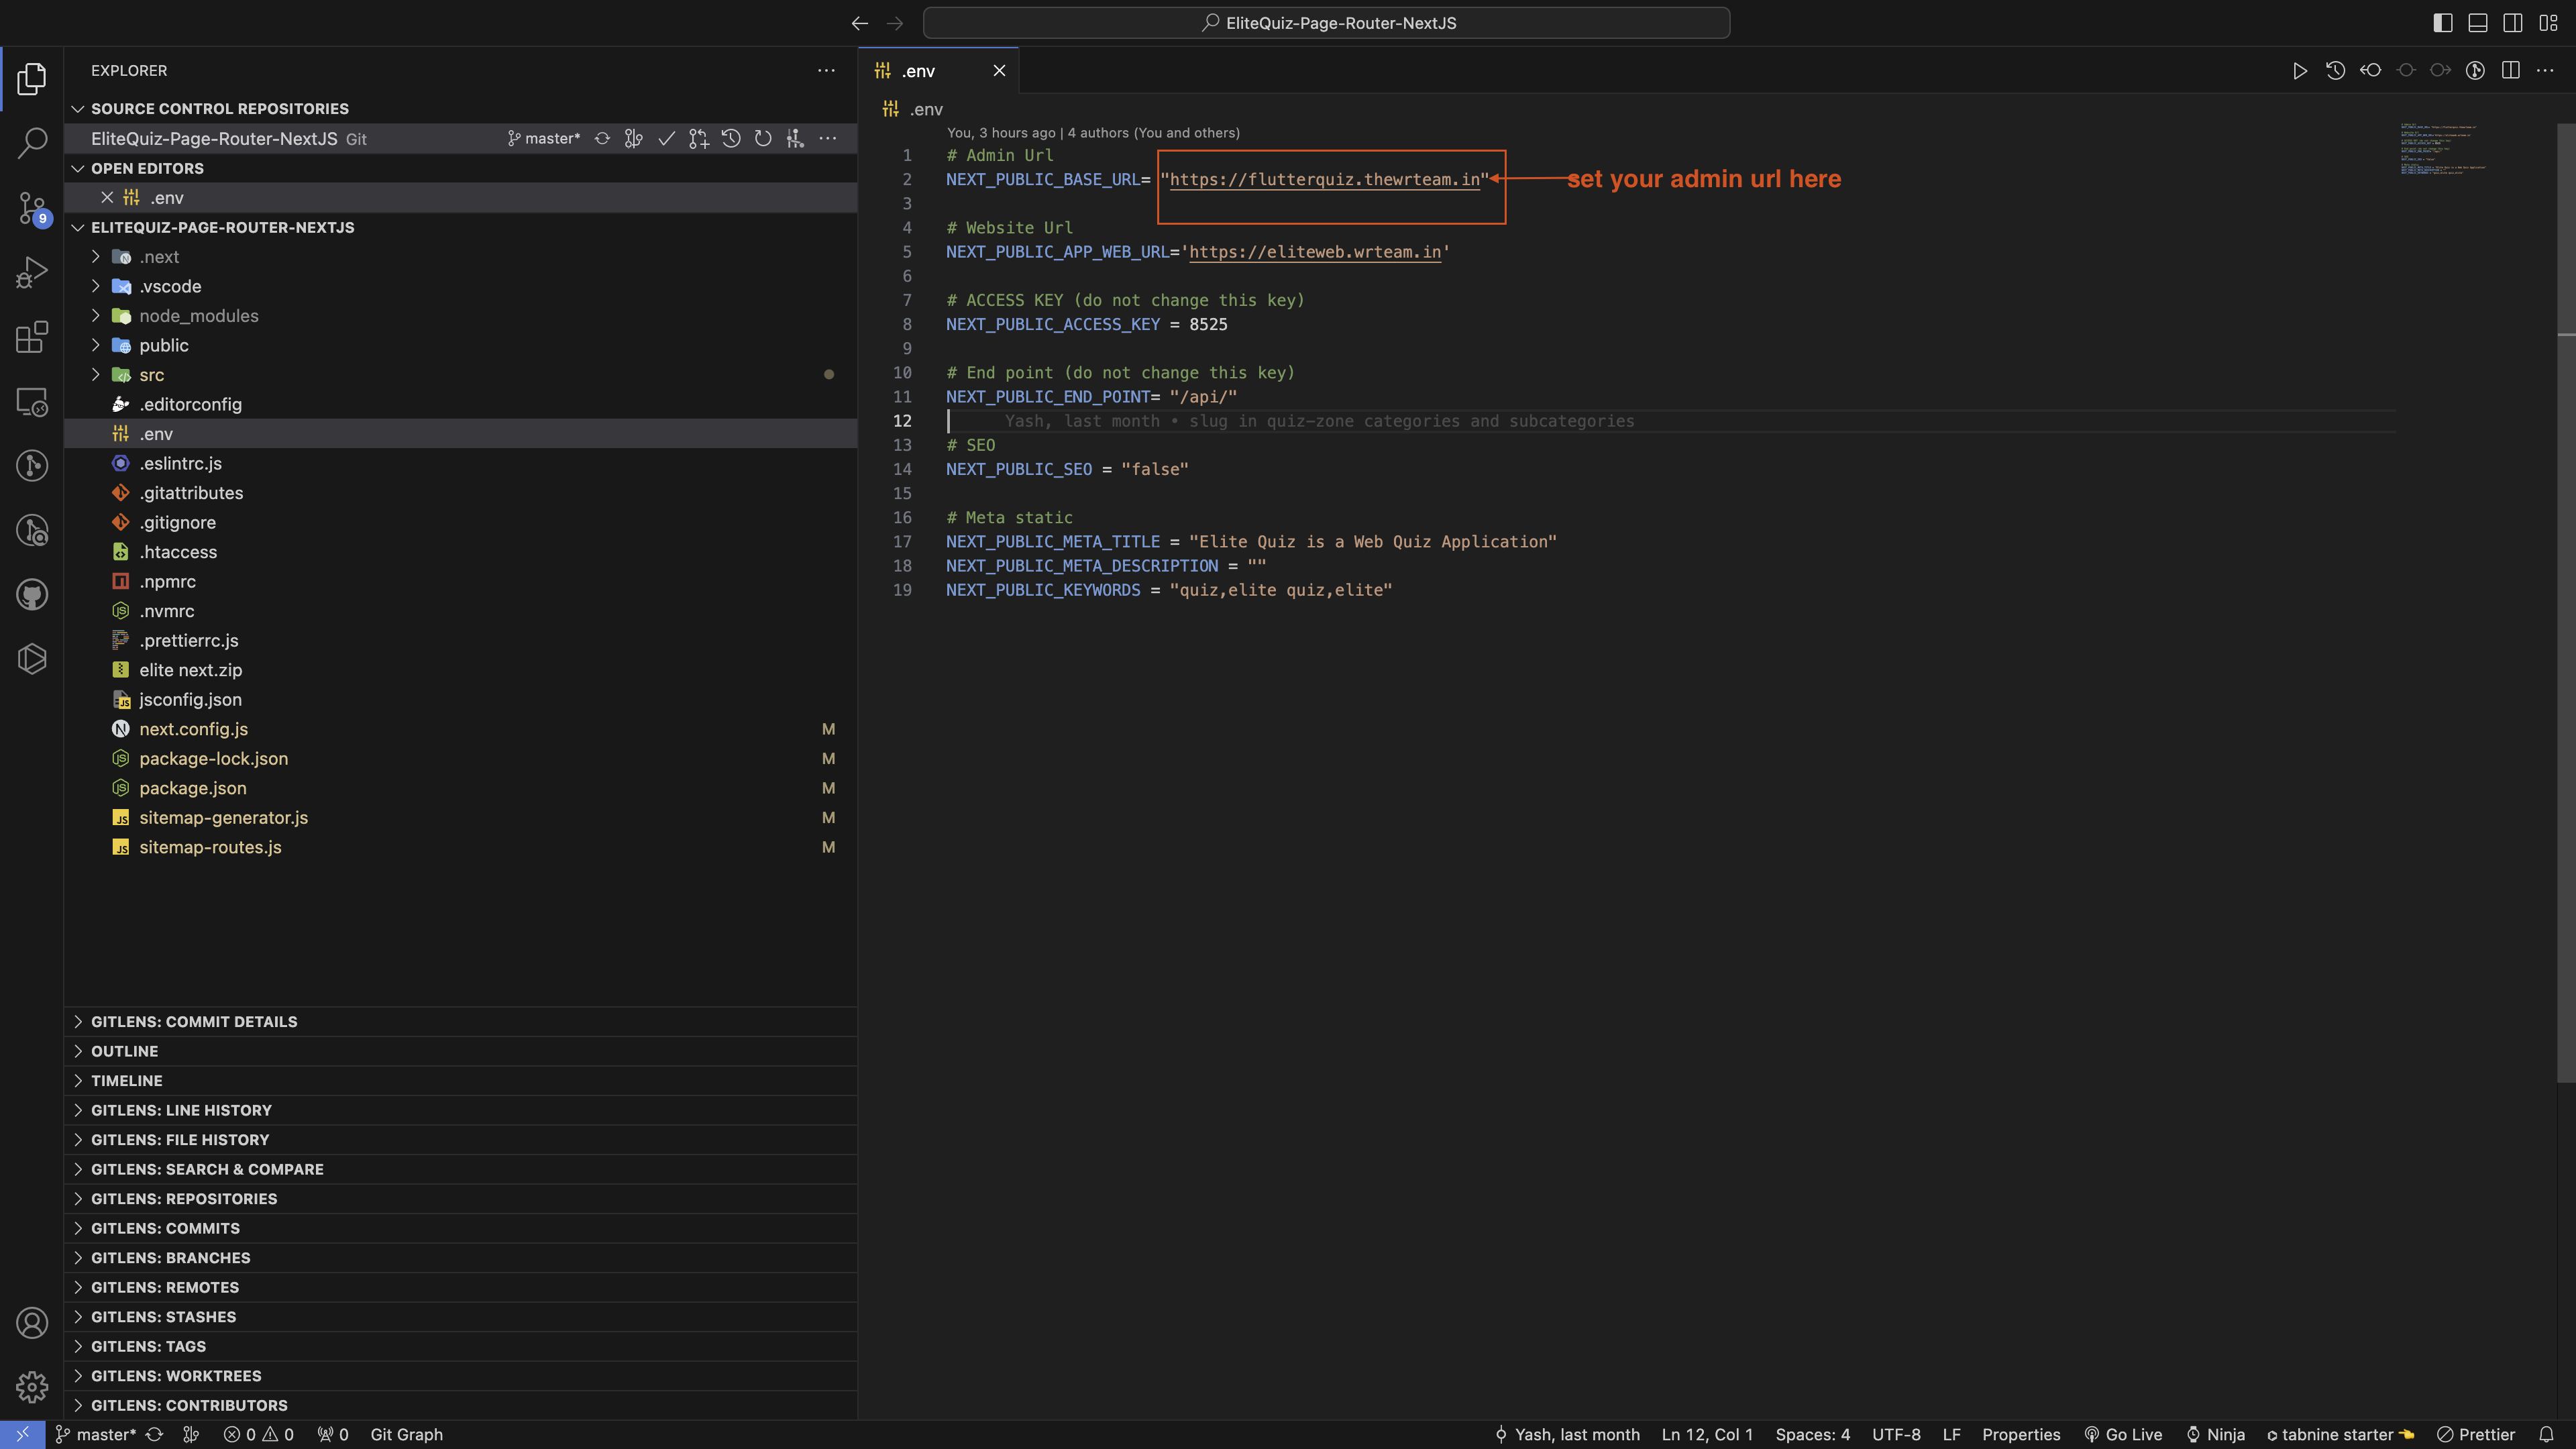 EliteQuiz-Page-Router-NextJS
EXPLORER
SOURCE CONTROL REPOSITORIES
EliteQuiz-Page-Router-NextJS Git master*
OPEN EDITORS
.env
ELITEQUIZ-PAGE-ROUTER-NEXTJS
.next
.vscode
node_modules
public
src
.editorconfig
.env
.eslintrc.js
.gitattributes
.gitignore
.htaccess
.npmrc
.nvmrc
.prettierrc.js
elite next.zip
jsconfig.json
next.config.js M
package-lock.json M
package.json M
sitemap-generator.js M
sitemap-routes.js M
GITLENS: COMMIT DETAILS
OUTLINE
TIMELINE
GITLENS: LINE HISTORY
GITLENS: FILE HISTORY
GITLENS: SEARCH & COMPARE
GITLENS: REPOSITORIES
GITLENS: COMMITS
GITLENS: BRANCHES
GITLENS: REMOTES
GITLENS: STASHES
GITLENS: TAGS
GITLENS: WORKTREES
GITLENS: CONTRIBUTORS
9
.env
.env
You, 3 hours ago | 4 authors (You and others)
1 # Admin Url
2 NEXT_PUBLIC_BASE_URL= "https://flutterquiz.thewrteam.in" set your admin url here
3
4 # Website Url
5 NEXT_PUBLIC_APP_WEB_URL='https://eliteweb.wrteam.in'
6
7 # ACCESS KEY (do not change this key)
8 NEXT_PUBLIC_ACCESS_KEY = 8525
9
10 # End point (do not change this key)
11 NEXT_PUBLIC_END_POINT= "/api/"
12 Yash, last month • slug in quiz-zone categories and subcategories
13 # SEO
14 NEXT_PUBLIC_SEO = "false"
15
16 # Meta static
17 NEXT_PUBLIC_META_TITLE = "Elite Quiz is a Web Quiz Application"
18 NEXT_PUBLIC_META_DESCRIPTION = ""
19 NEXT_PUBLIC_KEYWORDS = "quiz,elite quiz,elite"
master* 0 0 0 Git Graph Yash, last month Ln 12, Col 1 Spaces: 4 UTF-8 LF Properties Go Live Ninja tabnine starter Prettier